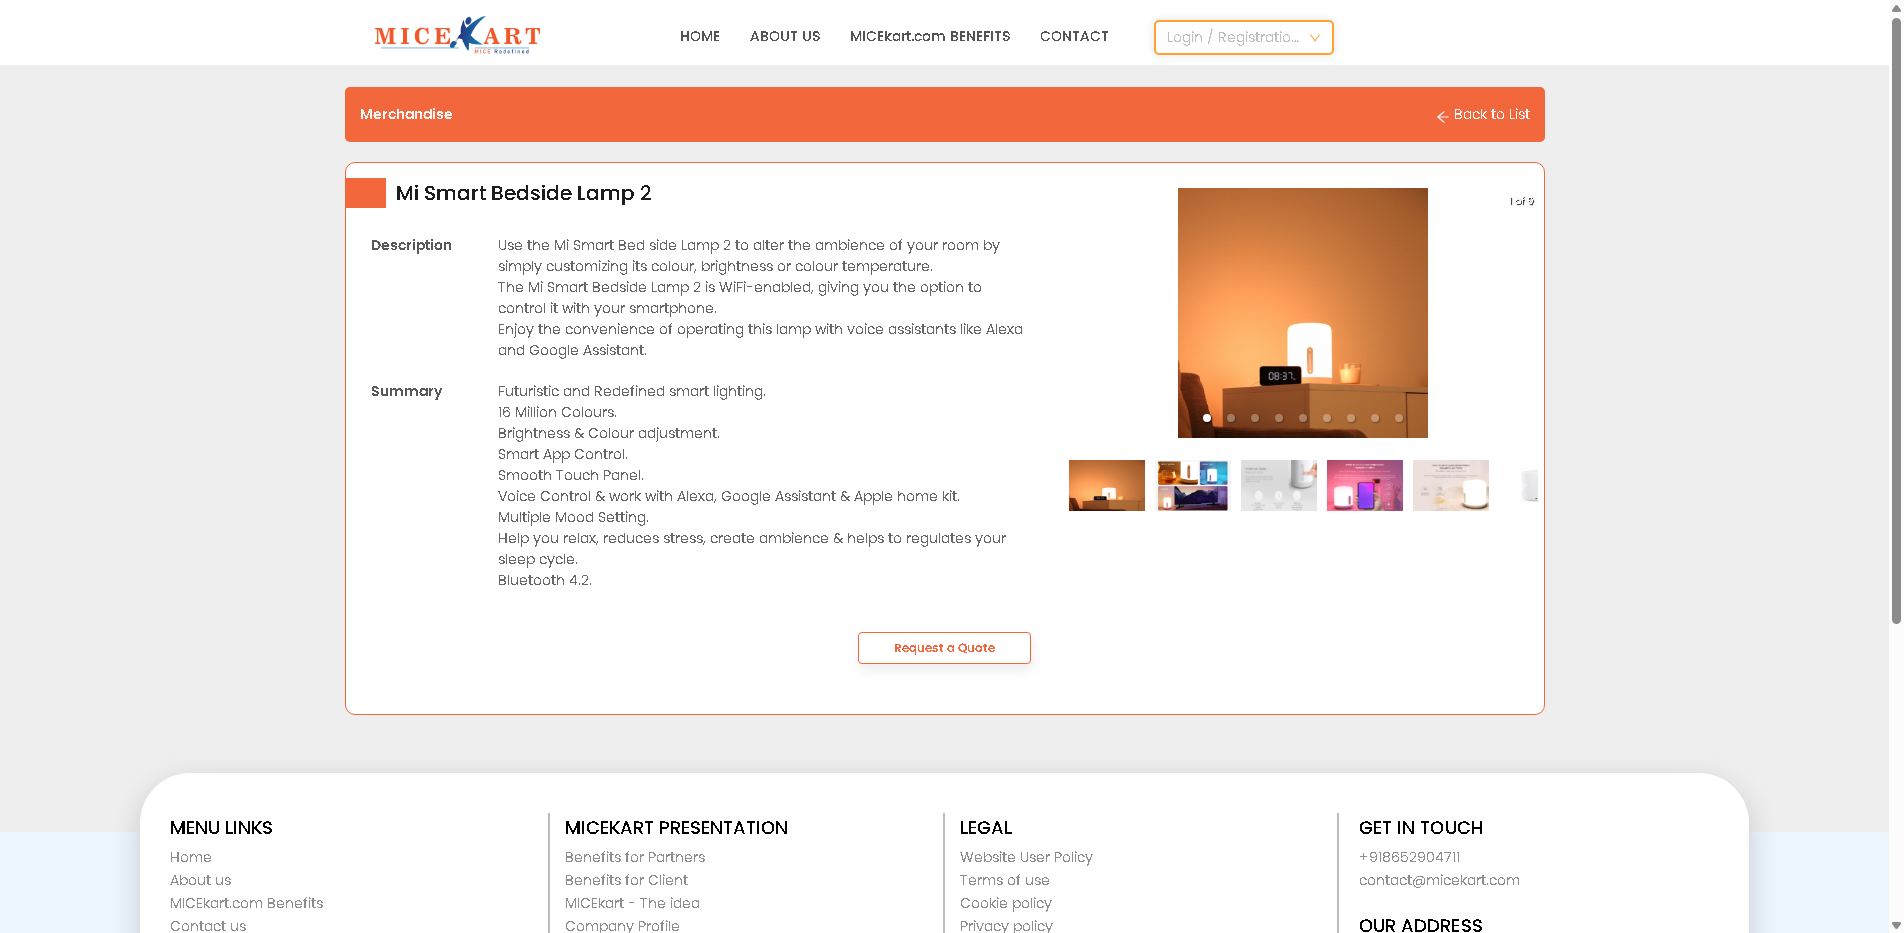 MICEKART
MICE Redefined
HOME
ABOUT US
MICEkart.com BENEFITS
CONTACT
Login / Registratio...
Merchandise
Back to List
Mi Smart Bedside Lamp 2
1 of 9
Description
Use the Mi Smart Bed side Lamp 2 to alter the ambience of your room by
simply customizing its colour, brightness or colour temperature.
The Mi Smart Bedside Lamp 2 is WiFi-enabled, giving you the option to
control it with your smartphone.
Enjoy the convenience of operating this lamp with voice assistants like Alexa
and Google Assistant.
Summary
Futuristic and Redefined smart lighting.
16 Million Colours.
Brightness & Colour adjustment.
Smart App Control.
Smooth Touch Panel.
Voice Control & work with Alexa, Google Assistant & Apple home kit.
Multiple Mood Setting.
Help you relax, reduces stress, create ambience & helps to regulates your
sleep cycle.
Bluetooth 4.2.
08:37
Request a Quote
MENU LINKS
Home
About us
MICEkart.com Benefits
Contact us
MICEKART PRESENTATION
Benefits for Partners
Benefits for Client
MICEkart - The idea
Company Profile
LEGAL
Website User Policy
Terms of use
Cookie policy
Privacy policy
GET IN TOUCH
+918652904711
contact@micekart.com
OUR ADDRESS